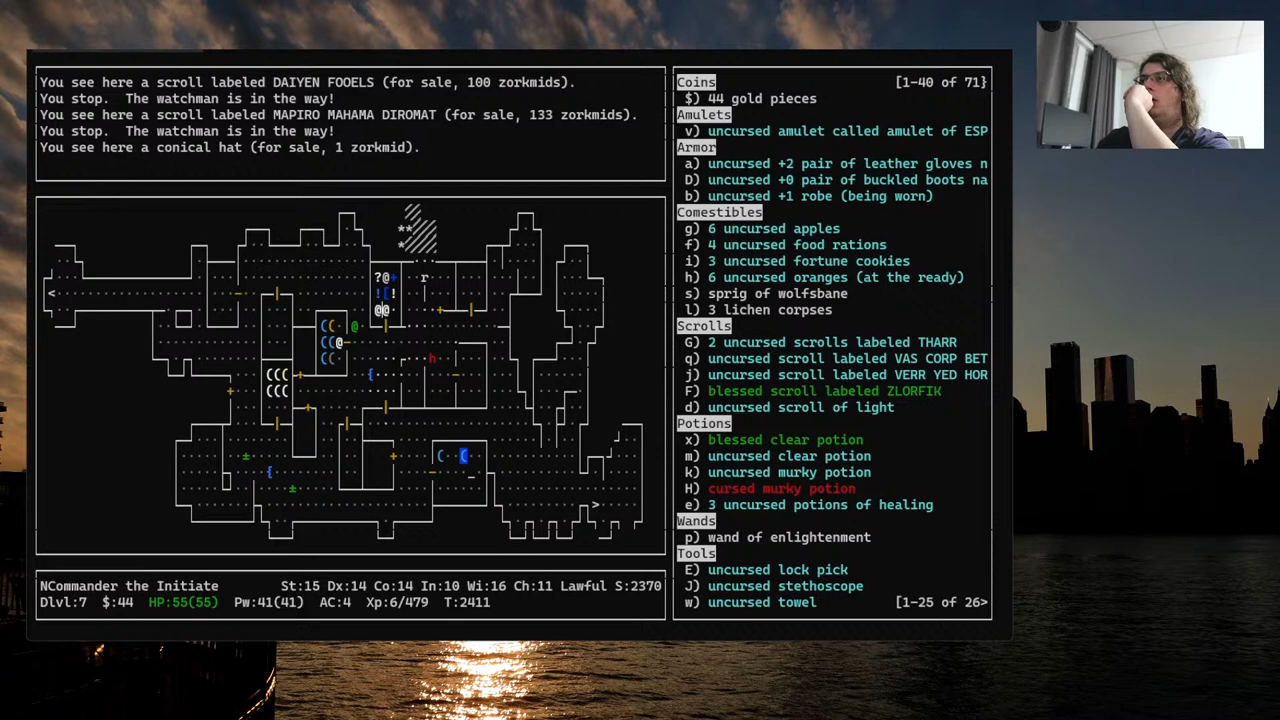 You see here a scroll labeled DAIYEN FOOELS (for sale, 100 zorkmids).
You stop.  The watchman is in the way!
You see here a scroll labeled MAPIRO MAHAMA DIROMAT (for sale, 133 zorkmids).
You stop.  The watchman is in the way!
You see here a conical hat (for sale, 1 zorkmid).
NCommander the Initiate St:15 Dx:14 Co:14 In:10 Wi:16 Ch:11 Lawful S:2370
Dlvl:7 $:44 HP:55(55) Pw:41(41) AC:4 Xp:6/479 T:2411
Coins [1-40 of 71}
$) 44 gold pieces
Amulets
v) uncursed amulet called amulet of ESP
Armor
a) uncursed +2 pair of leather gloves n
D) uncursed +0 pair of buckled boots na
b) uncursed +1 robe (being worn)
Comestibles
g) 6 uncursed apples
f) 4 uncursed food rations
i) 3 uncursed fortune cookies
h) 6 uncursed oranges (at the ready)
s) sprig of wolfsbane
l) 3 lichen corpses
Scrolls
G) 2 uncursed scrolls labeled THARR
q) uncursed scroll labeled VAS CORP BET
j) uncursed scroll labeled VERR YED HOR
F) blessed scroll labeled ZLORFIK
d) uncursed scroll of light
Potions
x) blessed clear potion
m) uncursed clear potion
k) uncursed murky potion
H) cursed murky potion
e) 3 uncursed potions of healing
Wands
p) wand of enlightenment
Tools
E) uncursed lock pick
J) uncursed stethoscope
w) uncursed towel [1-25 of 26>